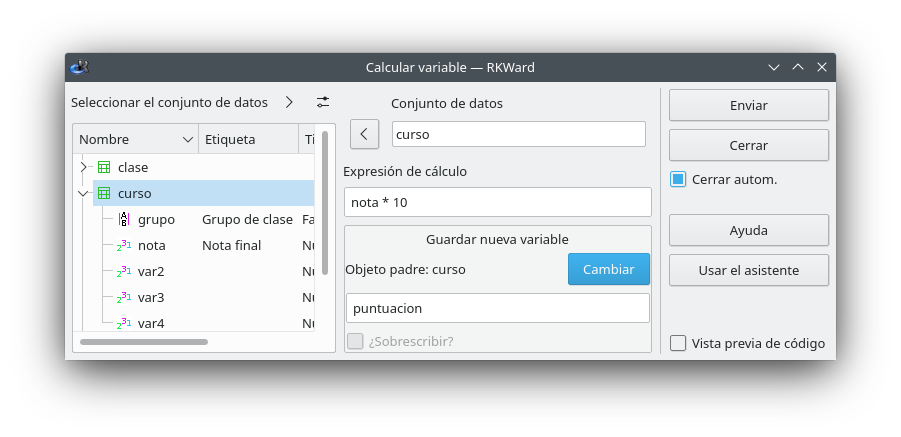 Calcular variable — RKWard
Seleccionar el conjunto de datos
Nombre Etiqueta Ti
clase
curso
grupo Grupo de clase Fa
nota Nota final Nu
var2 Nu
var3 Nu
var4 Nu
Conjunto de datos
curso
Expresión de cálculo
nota * 10
Guardar nueva variable
Objeto padre: curso Cambiar
puntuacion
¿Sobrescribir?
Enviar
Cerrar
Cerrar autom.
Ayuda
Usar el asistente
Vista previa de código